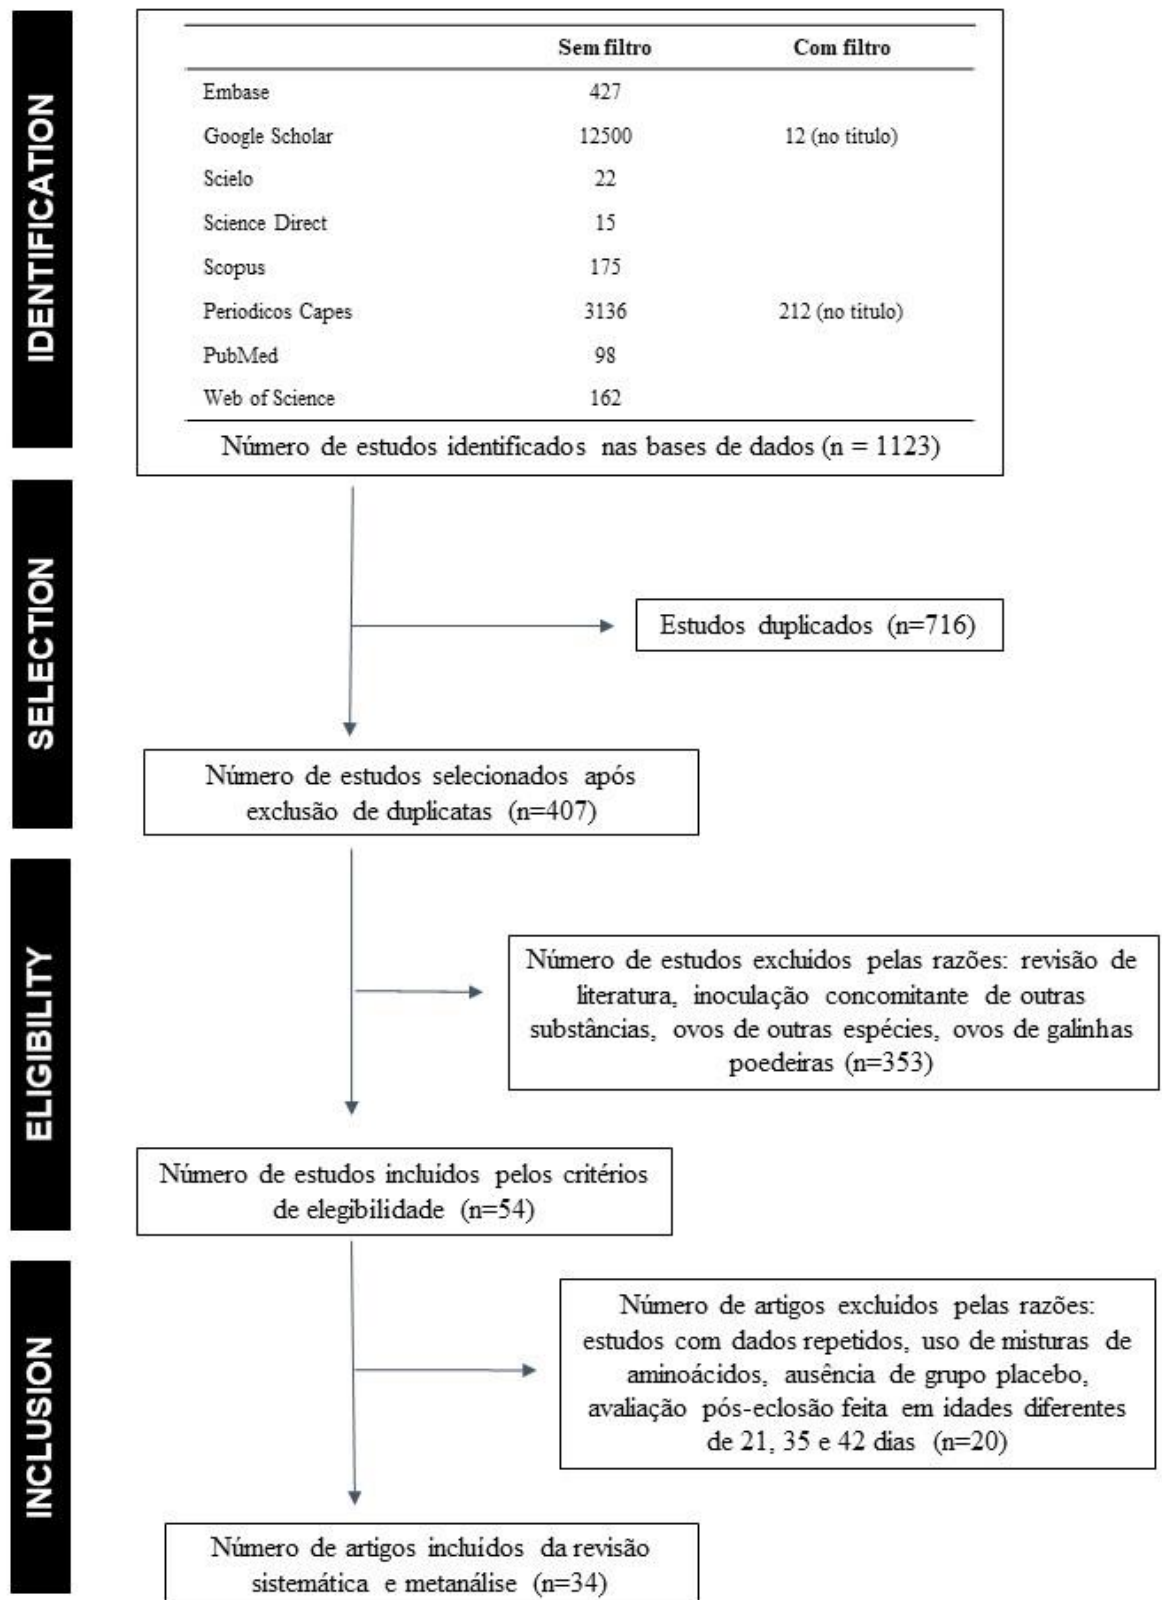 IDENTIFICATION
Sem filtro Com filtro
Embase 427
Google Scholar 12500 12 (no titulo)
Scielo 22
Science Direct 15
Scopus 175
Periodicos Capes 3136 212 (no titulo)
PubMed 98
Web of Science 162
Número de estudos identificados nas bases de dados (n = 1123)
SELECTION
Estudos duplicados (n=716)
Número de estudos selecionados após
exclusão de duplicatas (n=407)
ELIGIBILITY
Número de estudos excluídos pelas razões: revisão de
literatura, inoculação concomitante de outras
substâncias, ovos de outras espécies, ovos de galinhas
poedeiras (n=353)
Número de estudos incluídos pelos critérios
de elegibilidade (n=54)
INCLUSION
Número de artigos excluídos pelas razões:
estudos com dados repetidos, uso de misturas de
aminoácidos, ausência de grupo placebo,
avaliação pós-eclosão feita em idades diferentes
de 21, 35 e 42 dias (n=20)
Número de artigos incluídos da revisão
sistemática e metanálise (n=34)